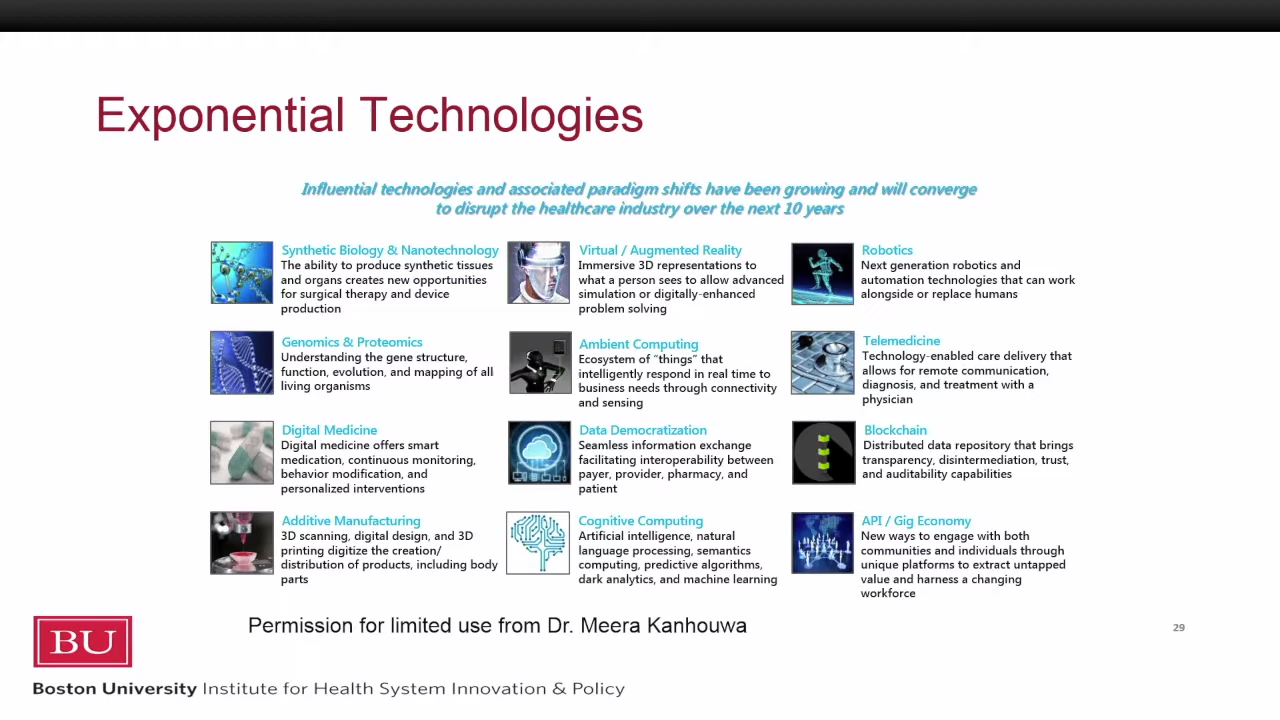 Exponential Technologies
Influential technologies and associated paradigm shifts have been growing and will converge
to disrupt the healthcare industry over the next 10 years
Synthetic Biology & Nanotechnology
The ability to produce synthetic tissues
and organs creates new opportunities
for surgical therapy and device
production
Virtual / Augmented Reality
Immersive 3D representations to
what a person sees to allow advanced
simulation or digitally-enhanced
problem solving
Robotics
Next generation robotics and
automation technologies that can work
alongside or replace humans
Genomics & Proteomics
Understanding the gene structure,
function, evolution, and mapping of all
living organisms
Ambient Computing
Ecosystem of “things” that
intelligently respond in real time to
business needs through connectivity
and sensing
Telemedicine
Technology-enabled care delivery that
allows for remote communication,
diagnosis, and treatment with a
physician
Digital Medicine
Digital medicine offers smart
medication, continuous monitoring,
behavior modification, and
personalized interventions
Data Democratization
Seamless information exchange
facilitating interoperability between
payer, provider, pharmacy, and
patient
Blockchain
Distributed data repository that brings
transparency, disintermediation, trust,
and auditability capabilities
Additive Manufacturing
3D scanning, digital design, and 3D
printing digitize the creation/
distribution of products, including body
parts
Cognitive Computing
Artificial intelligence, natural
language processing, semantics
computing, predictive algorithms,
dark analytics, and machine learning
API / Gig Economy
New ways to engage with both
communities and individuals through
unique platforms to extract untapped
value and harness a changing
workforce
Permission for limited use from Dr. Meera Kanhouwa
29
BU
Boston University Institute for Health System Innovation & Policy